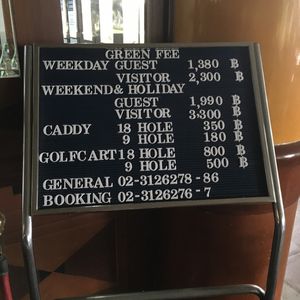 GREEN FEE
WEEKDAY GUEST 1,380 ฿
VISITOR 2,300 ฿
WEEKEND & HOLIDAY
GUEST 1,990 ฿
VISITOR 3:300 ฿
CADDY 18 HOLE 350 ฿
9 HOLE 180 ฿
GOLFCART 18 HOLE 800 ฿
9 HOLE 500 ฿
GENERAL 02-3126278 - 86
BOOKING 02-3126276 - 7